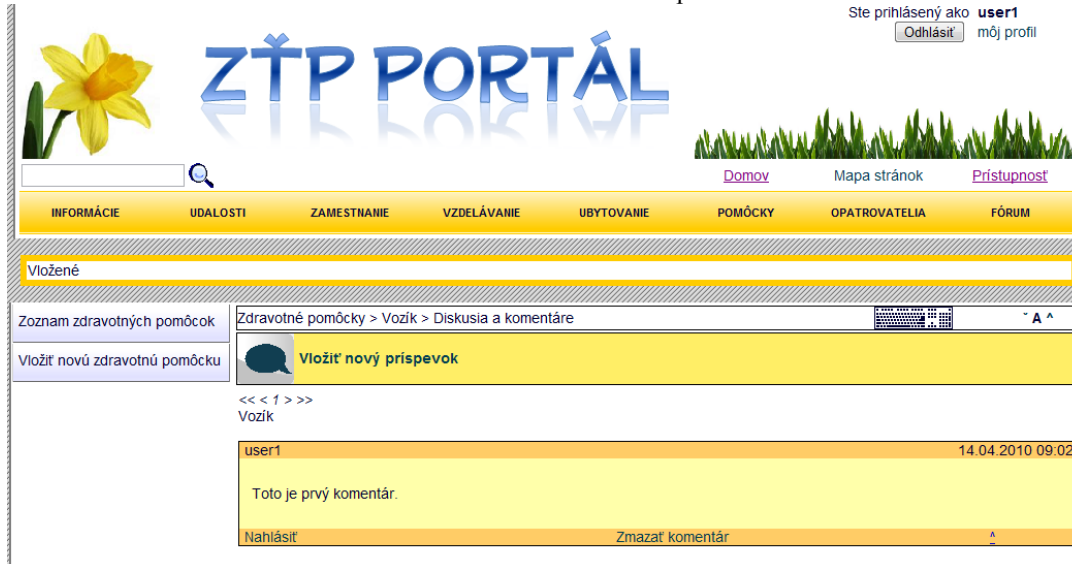 Ste prihlásený ako user1
Odhlásiť môj profil
ZŤP PORTÁL
Domov Mapa stránok Prístupnosť
INFORMÁCIE UDALOSTI ZAMESTNANIE VZDELÁVANIE UBYTOVANIE POMÔCKY OPATROVATELIA FÓRUM
Vložené
Zoznam zdravotných pomôcok
Vložiť novú zdravotnú pomôcku
Zdravotné pomôcky > Vozík > Diskusia a komentáre
ˇ A ^
Vložiť nový príspevok
<< < 1 > >>
Vozík
user1 14.04.2010 09:02
Toto je prvý komentár.
Nahlásiť Zmazať komentár ^